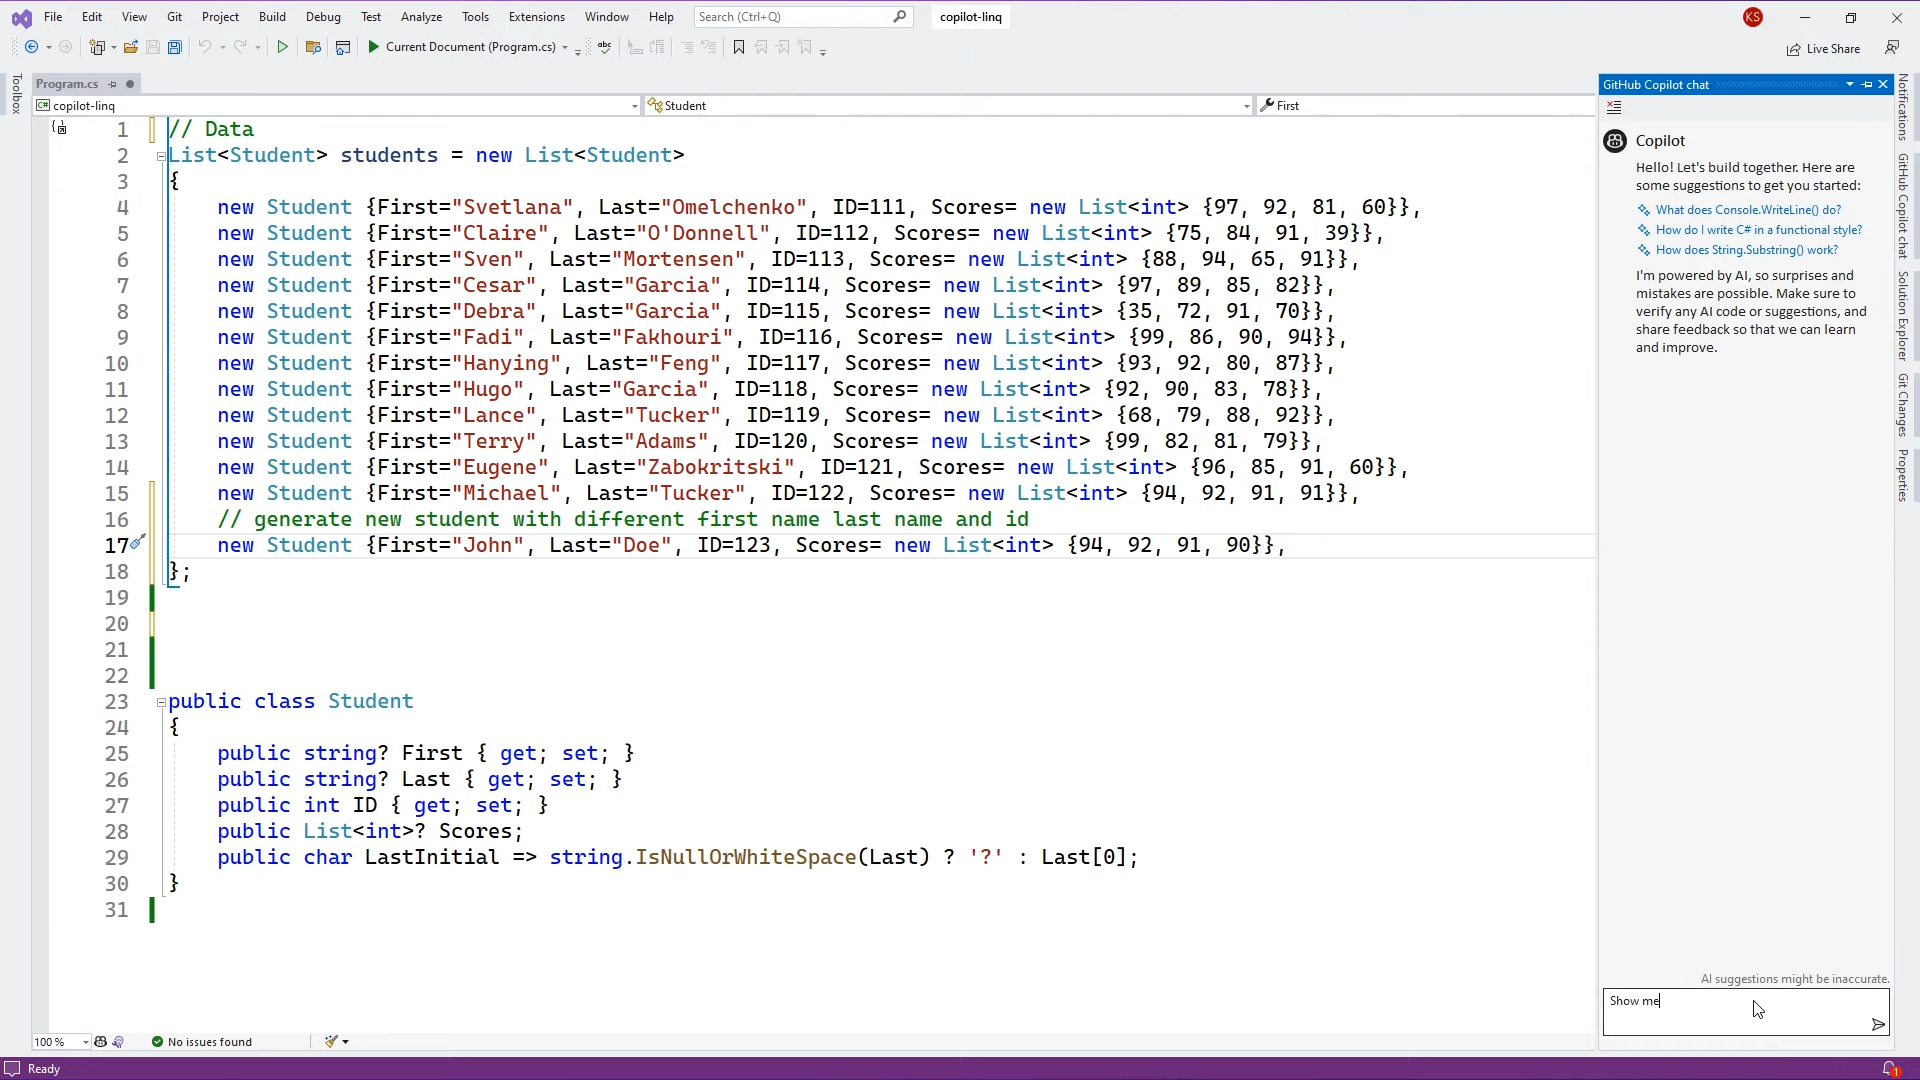 File Edit View Git Project Build Debug Test Analyze Tools Extensions Window Help Search (Ctrl+Q) copilot-linq KS
Current Document (Program.cs) abc Live Share
Program.cs
copilot-linq Student First
1 // Data
2 List<Student> students = new List<Student>
3 {
4 new Student {First="Svetlana", Last="Omelchenko", ID=111, Scores= new List<int> {97, 92, 81, 60}},
5 new Student {First="Claire", Last="O'Donnell", ID=112, Scores= new List<int> {75, 84, 91, 39}},
6 new Student {First="Sven", Last="Mortensen", ID=113, Scores= new List<int> {88, 94, 65, 91}},
7 new Student {First="Cesar", Last="Garcia", ID=114, Scores= new List<int> {97, 89, 85, 82}},
8 new Student {First="Debra", Last="Garcia", ID=115, Scores= new List<int> {35, 72, 91, 70}},
9 new Student {First="Fadi", Last="Fakhouri", ID=116, Scores= new List<int> {99, 86, 90, 94}},
10 new Student {First="Hanying", Last="Feng", ID=117, Scores= new List<int> {93, 92, 80, 87}},
11 new Student {First="Hugo", Last="Garcia", ID=118, Scores= new List<int> {92, 90, 83, 78}},
12 new Student {First="Lance", Last="Tucker", ID=119, Scores= new List<int> {68, 79, 88, 92}},
13 new Student {First="Terry", Last="Adams", ID=120, Scores= new List<int> {99, 82, 81, 79}},
14 new Student {First="Eugene", Last="Zabokritski", ID=121, Scores= new List<int> {96, 85, 91, 60}},
15 new Student {First="Michael", Last="Tucker", ID=122, Scores= new List<int> {94, 92, 91, 91}},
16 // generate new student with different first name last name and id
17 new Student {First="John", Last="Doe", ID=123, Scores= new List<int> {94, 92, 91, 90}},
18 };
19
20
21
22
23 public class Student
24 {
25 public string? First { get; set; }
26 public string? Last { get; set; }
27 public int ID { get; set; }
28 public List<int>? Scores;
29 public char LastInitial => string.IsNullOrWhiteSpace(Last) ? '?' : Last[0];
30 }
31
100 % No issues found
Ready
Toolbox
GitHub Copilot chat
Copilot
Hello! Let's build together. Here are
some suggestions to get you started:
What does Console.WriteLine() do?
How do I write C# in a functional style?
How does String.Substring() work?
I'm powered by AI, so surprises and
mistakes are possible. Make sure to
verify any AI code or suggestions, and
share feedback so that we can learn
and improve.
AI suggestions might be inaccurate.
Show me
Notifications
GitHub Copilot chat
Solution Explorer
Git Changes
Properties
1